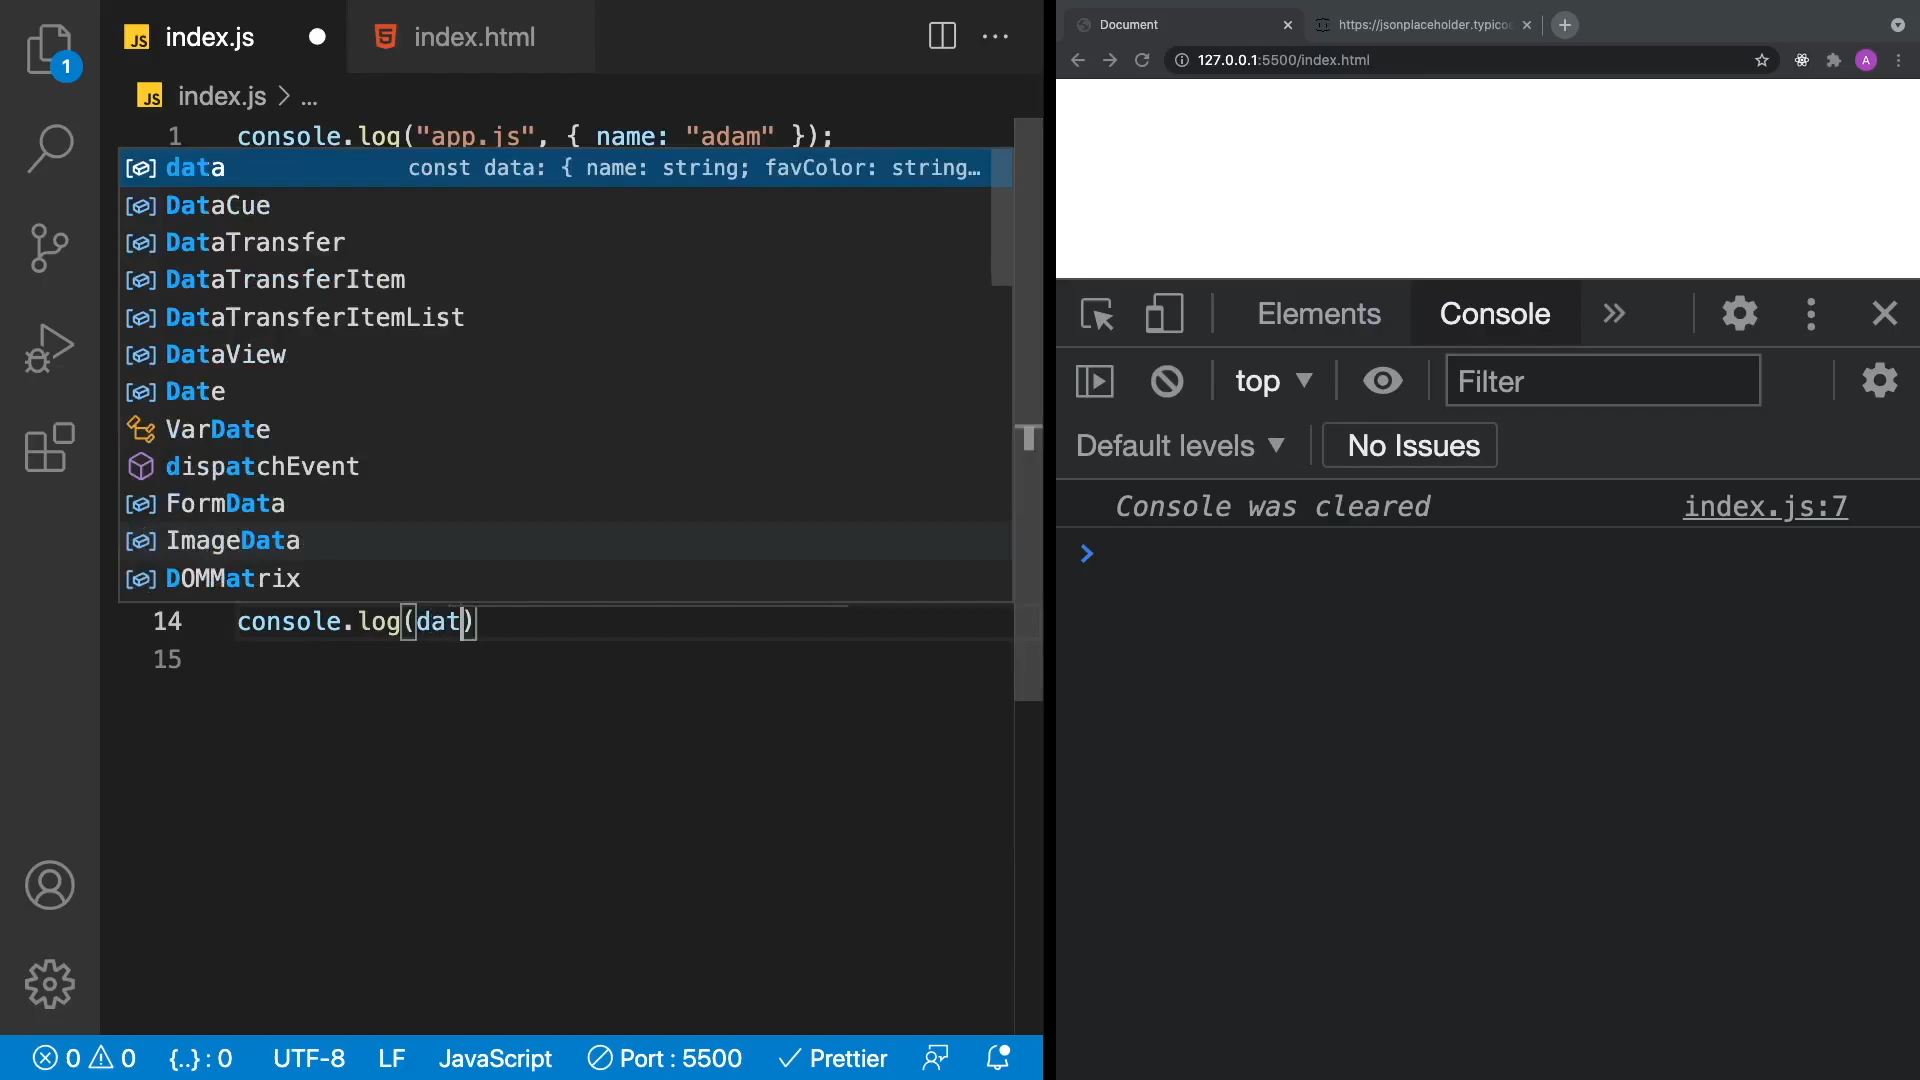 index.js
index.html
1
index.js > ...
1 console.log("app.js", { name: "adam" });
data const data: { name: string; favColor: string…
DataCue
DataTransfer
DataTransferItem
DataTransferItemList
DataView
Date
VarDate
dispatchEvent
FormData
ImageData
DOMMatrix
14 console.log(dat)
15
0 0 {..} : 0 UTF-8 LF JavaScript Port : 5500 Prettier
Document
https://jsonplaceholder.typico
127.0.0.1:5500/index.html
A
Elements Console
top Filter
Default levels No Issues
Console was cleared index.js:7